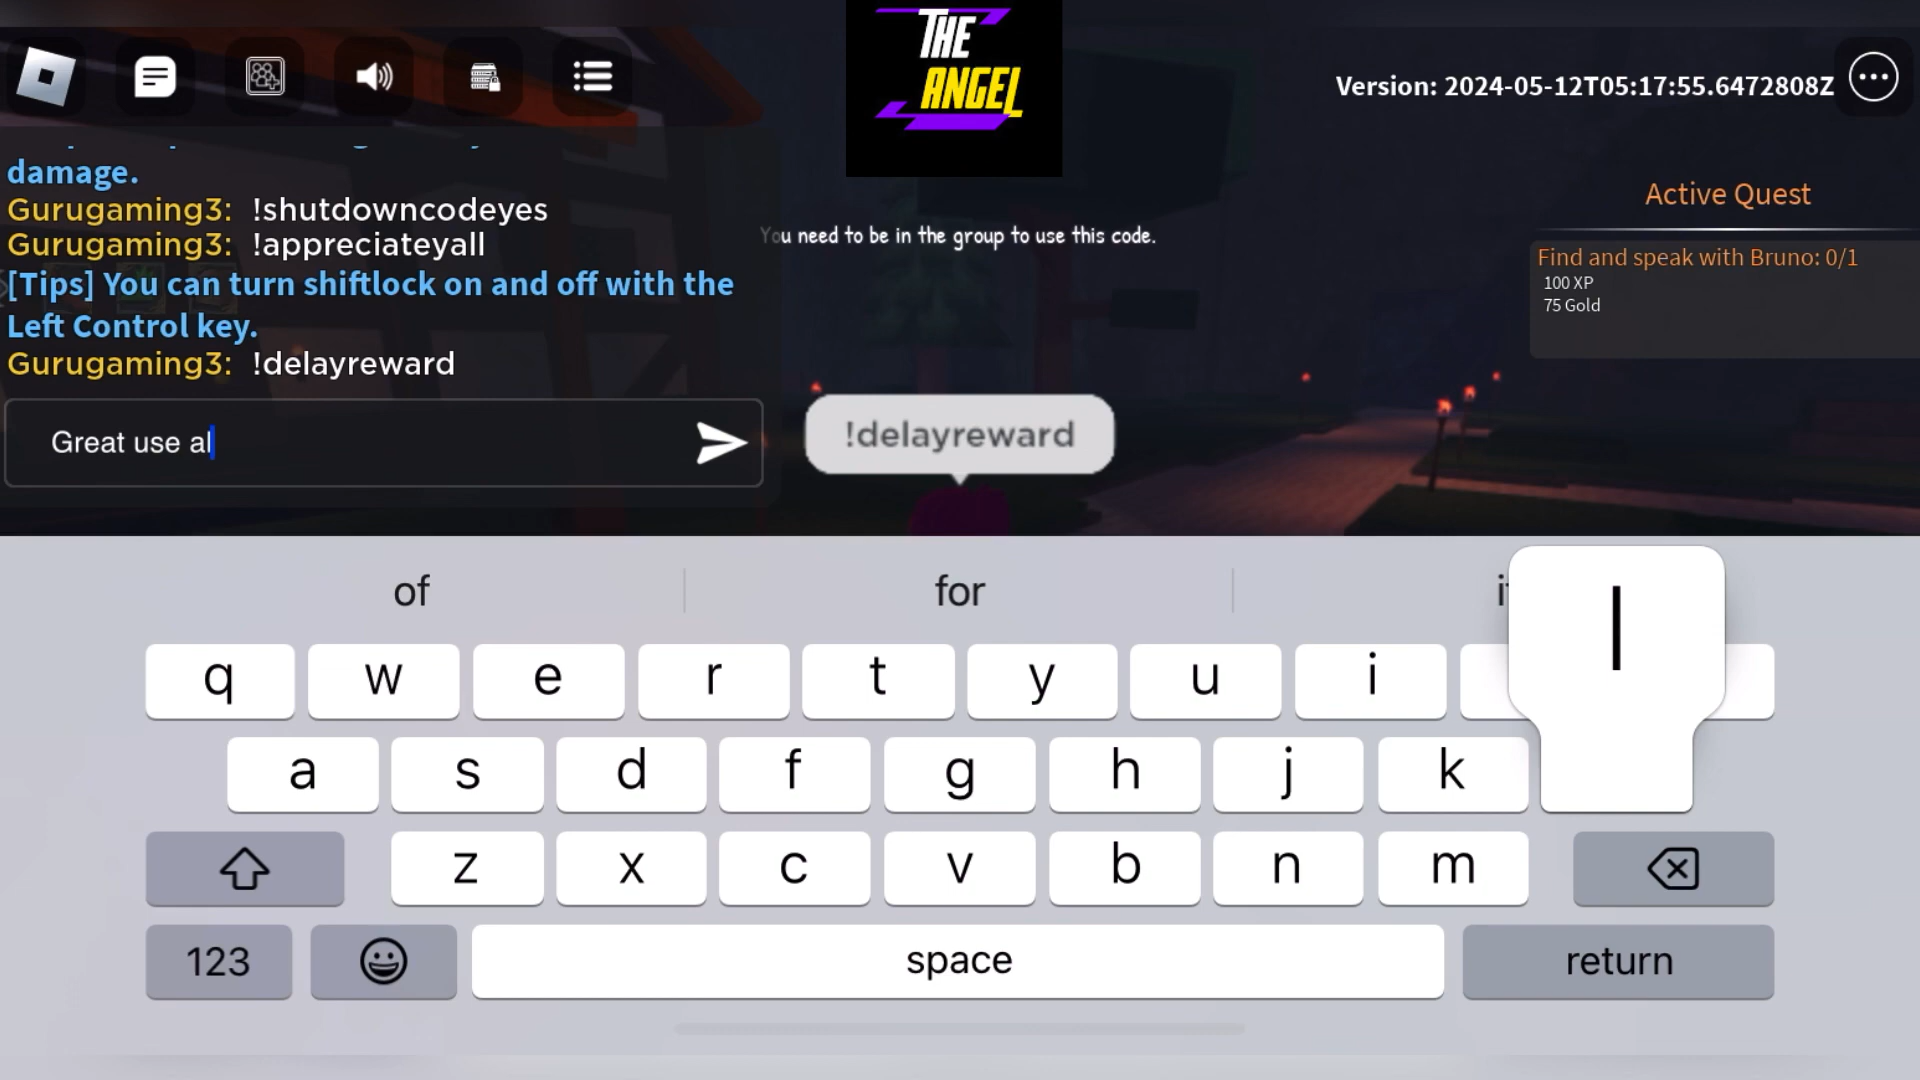 THE
ANGEL
Version: 2024-05-12T05:17:55.6472808Z
damage.
Gurugaming3: !shutdowncodeyes
Gurugaming3: !appreciateyall
[Tips] You can turn shiftlock on and off with the
Left Control key.
Gurugaming3: !delayreward
You need to be in the group to use this code.
Active Quest
Find and speak with Bruno: 0/1
100 XP
75 Gold
Great use al
!delayreward
of for
q w e r t y u i
a s d f g h j k l
z x c v b n m
123 space return